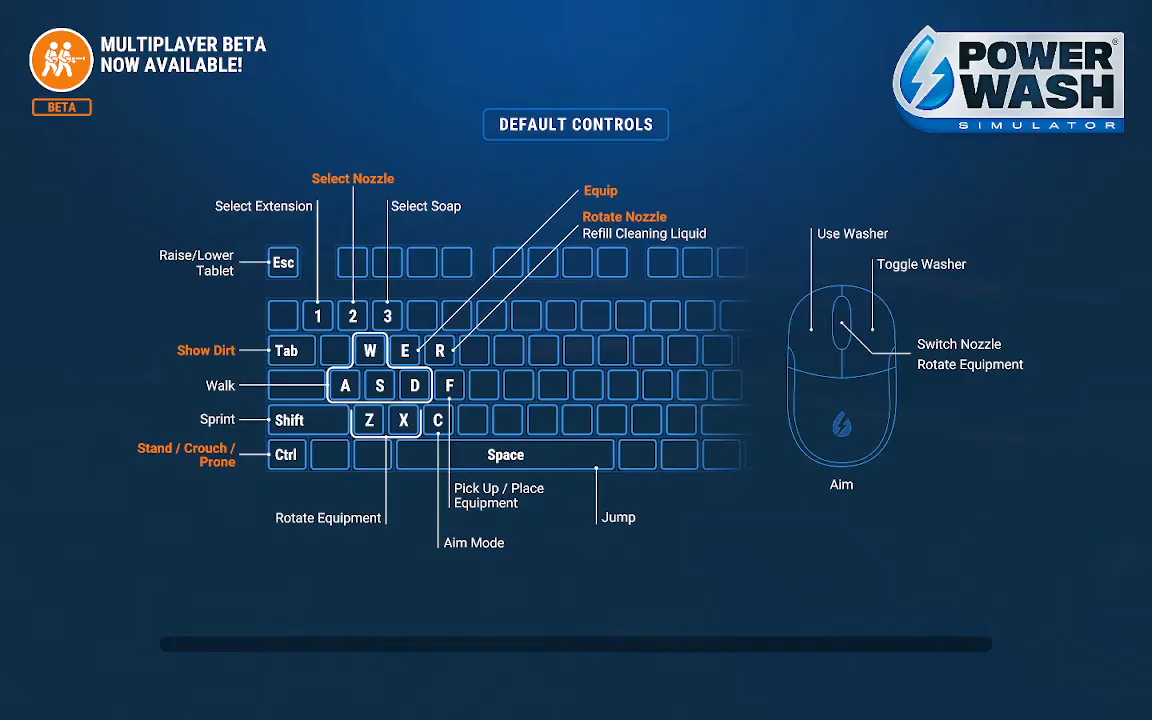 MULTIPLAYER BETA
NOW AVAILABLE!
BETA
POWER
WASH
SIMULATOR
®
DEFAULT CONTROLS
Select Nozzle
Select Extension
Select Soap
Equip
Rotate Nozzle
Refill Cleaning Liquid
Raise/Lower
Tablet
Esc
1 2 3
Show Dirt
Tab W E R
Walk
A S D F
Sprint
Shift Z X C
Stand / Crouch /
Prone
Ctrl Space
Rotate Equipment
Pick Up / Place
Equipment
Aim Mode
Jump
Use Washer
Toggle Washer
Switch Nozzle
Rotate Equipment
Aim